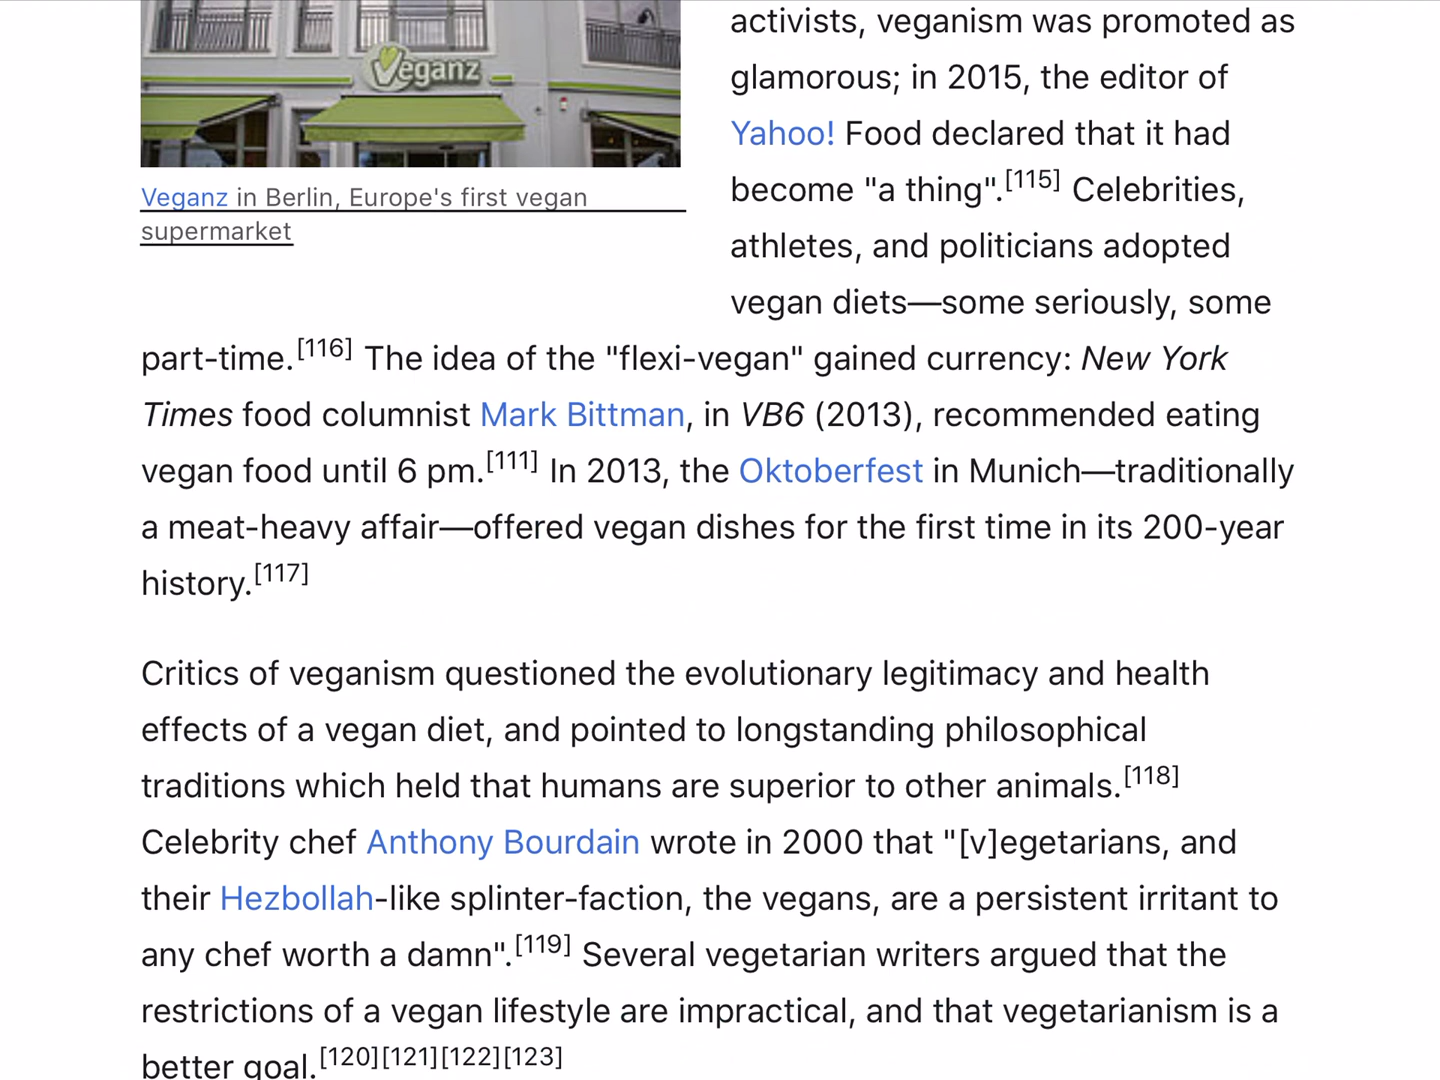 Veganz
Veganz in Berlin, Europe's first vegan
supermarket
activists, veganism was promoted as
glamorous; in 2015, the editor of
Yahoo! Food declared that it had
become "a thing".[115] Celebrities,
athletes, and politicians adopted
vegan diets—some seriously, some
part-time.[116] The idea of the "flexi-vegan" gained currency: New York
Times food columnist Mark Bittman, in VB6 (2013), recommended eating
vegan food until 6 pm.[111] In 2013, the Oktoberfest in Munich—traditionally
a meat-heavy affair—offered vegan dishes for the first time in its 200-year
history.[117]
Critics of veganism questioned the evolutionary legitimacy and health
effects of a vegan diet, and pointed to longstanding philosophical
traditions which held that humans are superior to other animals.[118]
Celebrity chef Anthony Bourdain wrote in 2000 that "[v]egetarians, and
their Hezbollah-like splinter-faction, the vegans, are a persistent irritant to
any chef worth a damn".[119] Several vegetarian writers argued that the
restrictions of a vegan lifestyle are impractical, and that vegetarianism is a
better goal.[120][121][122][123]